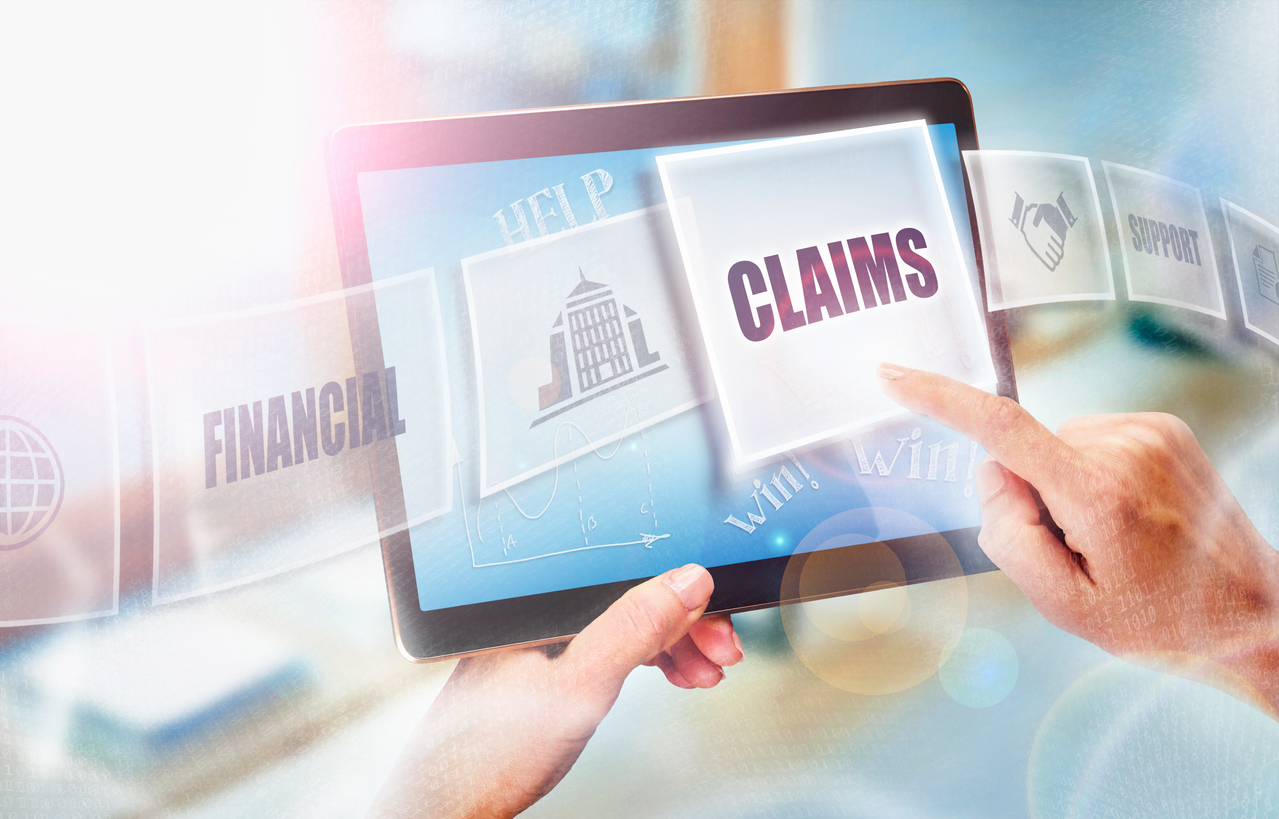 HELP
CLAIMS
SUPPORT
FINANCIAL
Win!
Win!
A
B
C